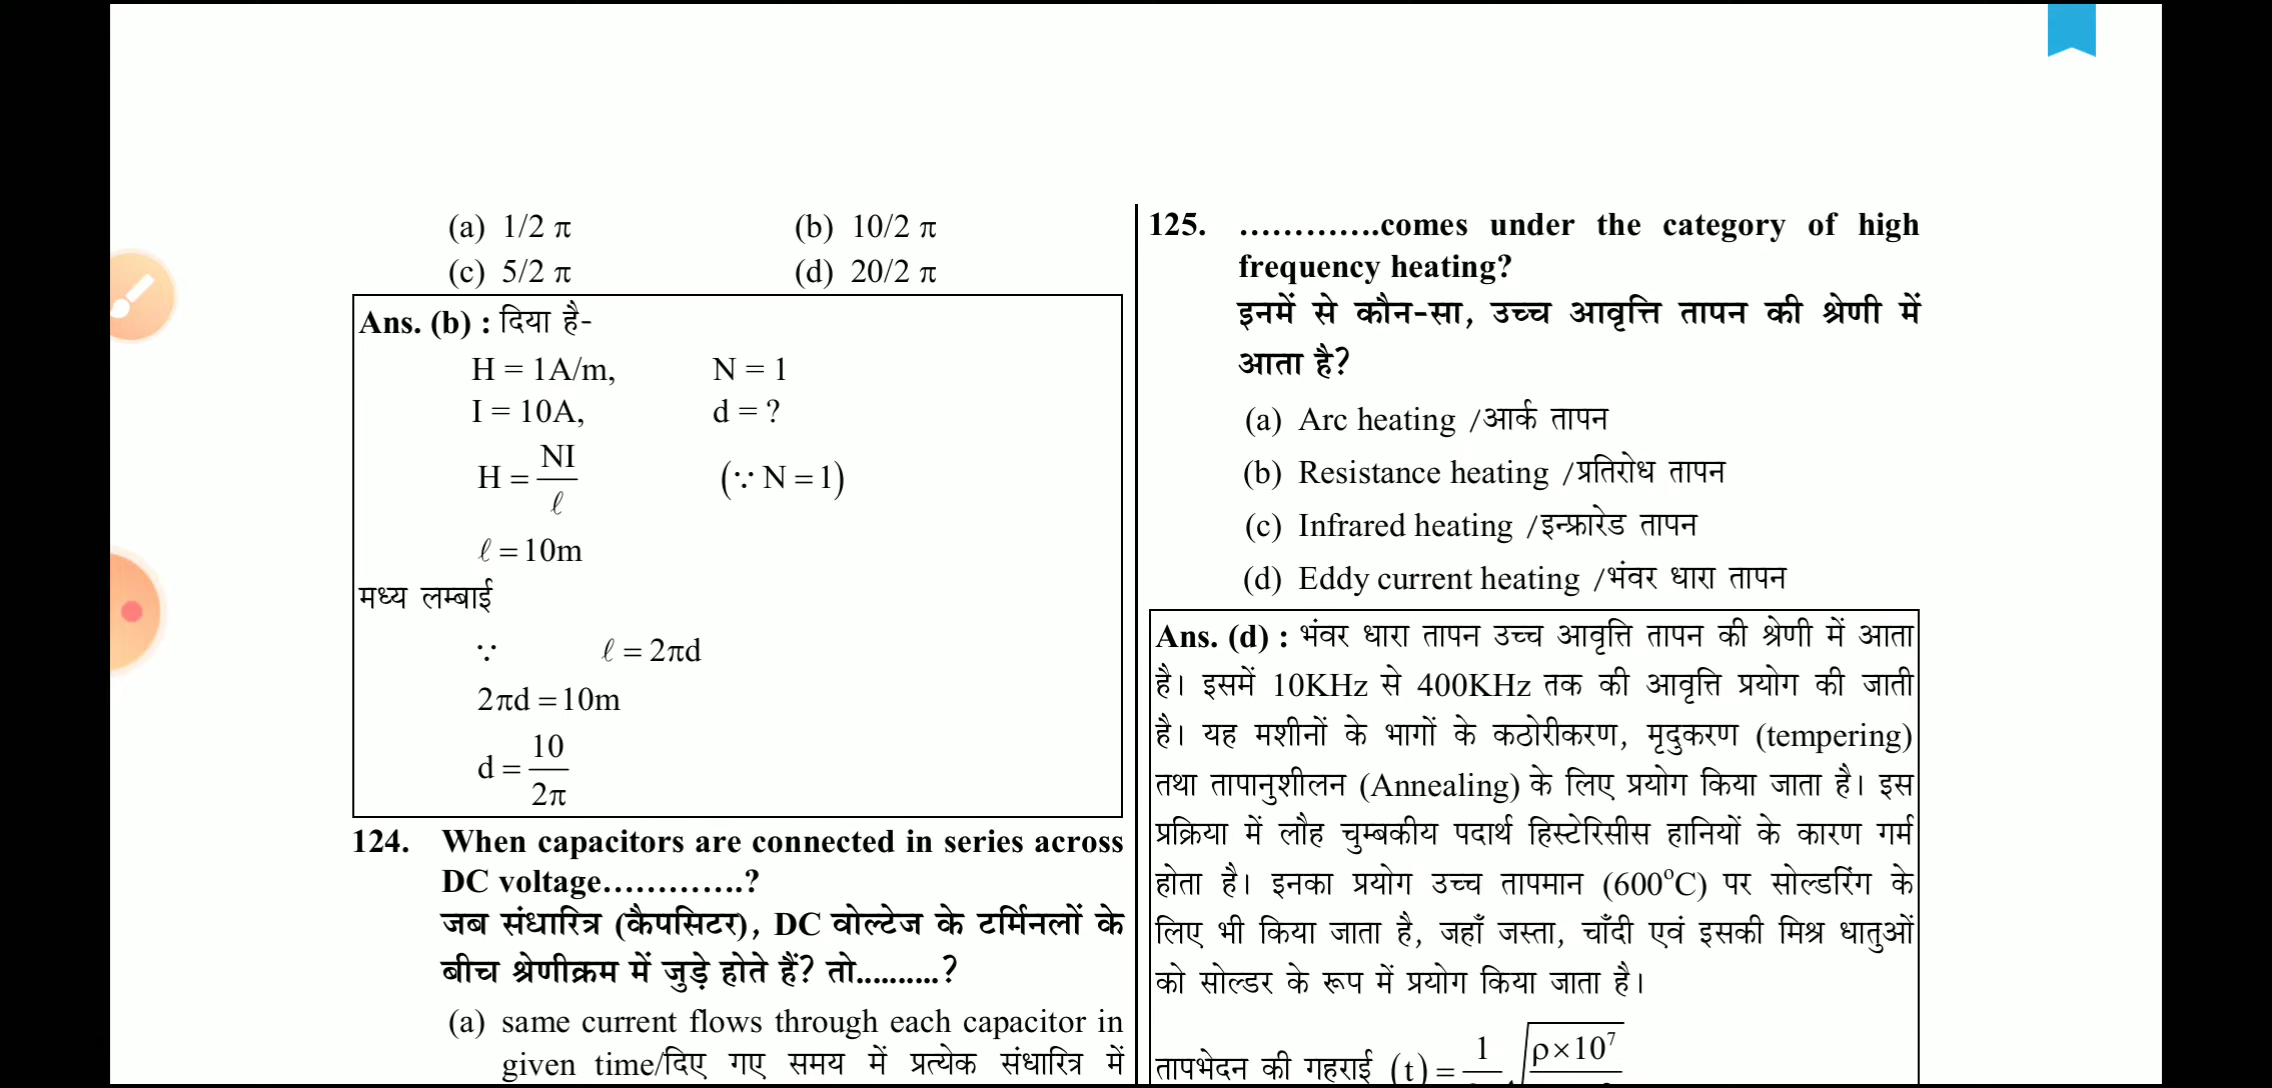 (a) 1/2 π (b) 10/2 π
(c) 5/2 π (d) 20/2 π
Ans. (b) : दिया है-
H = 1A/m, N = 1
I = 10A, d = ?
H = NI/ℓ (∵ N = 1)
ℓ = 10m
मध्य लम्बाई
∵ ℓ = 2πd
2πd = 10m
d = 10/2π
124. When capacitors are connected in series across
DC voltage.............?
जब संधारित्र (कैपसिटर), DC वोल्टेज के टर्मिनलों के
बीच श्रेणीक्रम में जुड़े होते हैं? तो..........?
(a) same current flows through each capacitor in
given time/दिए गए समय में प्रत्येक संधारित्र में
125. .............comes under the category of high
frequency heating?
इनमें से कौन-सा, उच्च आवृत्ति तापन की श्रेणी में
आता है?
(a) Arc heating /आर्क तापन
(b) Resistance heating /प्रतिरोध तापन
(c) Infrared heating /इन्फ्रारेड तापन
(d) Eddy current heating /भंवर धारा तापन
Ans. (d) : भंवर धारा तापन उच्च आवृत्ति तापन की श्रेणी में आता
है। इसमें 10KHz से 400KHz तक की आवृत्ति प्रयोग की जाती
है। यह मशीनों के भागों के कठोरीकरण, मृदुकरण (tempering)
तथा तापानुशीलन (Annealing) के लिए प्रयोग किया जाता है। इस
प्रक्रिया में लौह चुम्बकीय पदार्थ हिस्टेरिसीस हानियों के कारण गर्म
होता है। इनका प्रयोग उच्च तापमान (600°C) पर सोल्डरिंग के
लिए भी किया जाता है, जहाँ जस्ता, चाँदी एवं इसकी मिश्र धातुओं
को सोल्डर के रूप में प्रयोग किया जाता है।
तापभेदन की गहराई (t) = 1 √ρ×10⁷